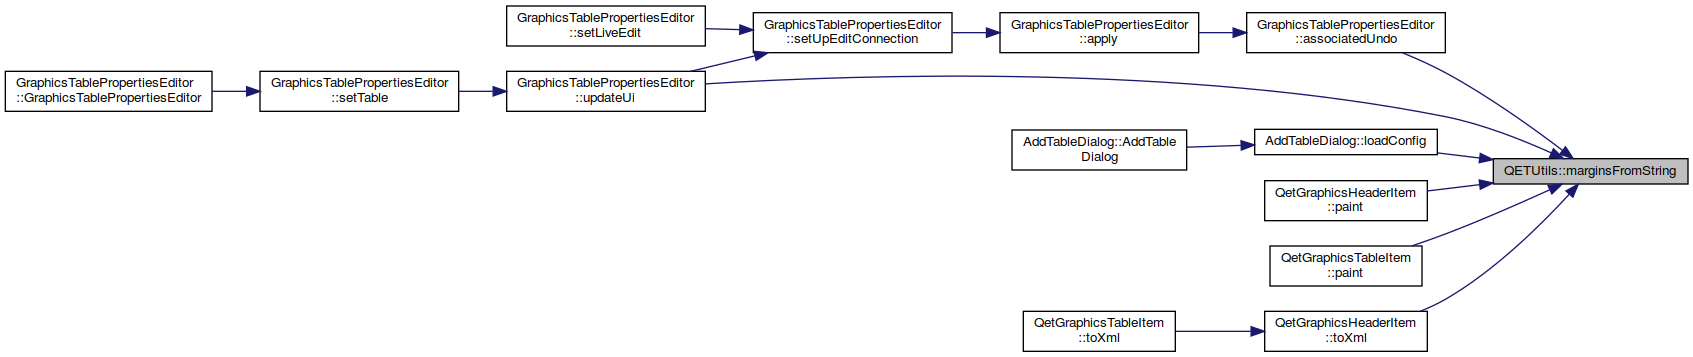 GraphicsTablePropertiesEditor
::setLiveEdit
GraphicsTablePropertiesEditor
::setUpEditConnection
GraphicsTablePropertiesEditor
::apply
GraphicsTablePropertiesEditor
::associatedUndo
GraphicsTablePropertiesEditor
::GraphicsTablePropertiesEditor
GraphicsTablePropertiesEditor
::setTable
GraphicsTablePropertiesEditor
::updateUi
AddTableDialog::AddTable
Dialog
AddTableDialog::loadConfig
QETUtils::marginsFromString
QetGraphicsHeaderItem
::paint
QetGraphicsTableItem
::paint
QetGraphicsTableItem
::toXml
QetGraphicsHeaderItem
::toXml